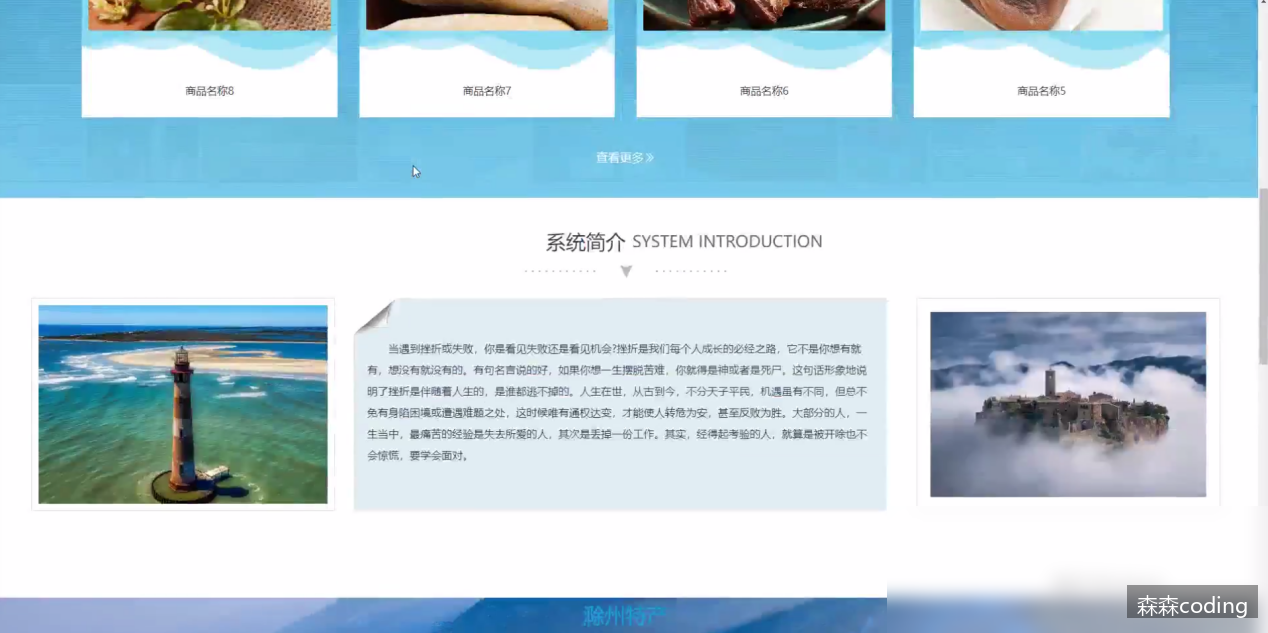 商品名称8
商品名称7
商品名称6
商品名称5
查看更多
系统简介 SYSTEM INTRODUCTION
当遇到挫折或失败，你是看见失败还是看见机会?挫折是我们每个人成长的必经之路，它不是你想有就
有，想没有就没有的。有句名言说的好，如果你想一生摆脱苦难，你就得是神或者是死尸。这句话形象地说
明了挫折是伴随着人生的，是谁都逃不掉的。人生在世，从古到今，不分天子平民，机遇虽有不同，但总不
免有身陷困境或遭遇难题之处，这时候唯有通权达变，才能使人转危为安，甚至反败为胜。大部分的人，一
生当中，最痛苦的经验是失去所爱的人，其次是丢掉一份工作。其实，经得起考验的人，就算是被开除也不
会惊慌，要学会面对。
滁州特产
森森coding